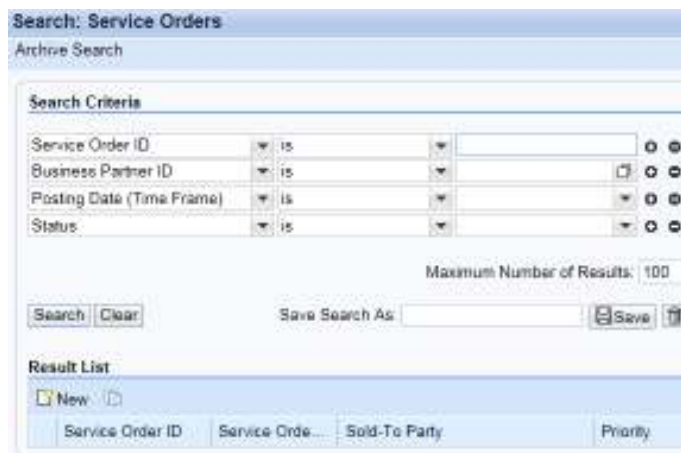 Search: Service Orders
Archive Search
Search Criteria
Service Order ID is
Business Partner ID is
Posting Date (Time Frame) is
Status is
Maximum Number of Results: 100
Search Clear Save Search As: Save
Result List
New
Service Order ID Service Orde... Sold-To Party Priority